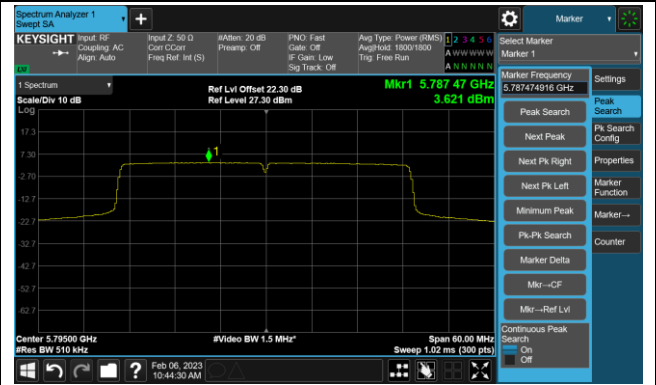 Spectrum Analyzer 1
Swept SA
+
Marker
KEYSIGHT
Input: RF
Coupling: AC
Align: Auto
Input Z: 50 Ω
Corr CCorr
Freq Ref: Int (S)
#Atten: 20 dB
Preamp: Off
PNO: Fast
Gate: Off
IF Gain: Low
Sig Track: Off
Avg Type: Power (RMS)
Avg|Hold: 1800/1800
Trig: Free Run
1 2 3 4 5 6
A W W W W W
A N N N N N
LXI
Select Marker
Marker 1
1 Spectrum
Scale/Div 10 dB
Log
Ref Lvl Offset 22.30 dB
Ref Level 27.30 dBm
Mkr1 5.787 47 GHz
3.621 dBm
17.3
7.30
-2.70
-12.7
-22.7
-32.7
-42.7
-52.7
-62.7
1
Center 5.79500 GHz
#Res BW 510 kHz
#Video BW 1.5 MHz*
Span 60.00 MHz
Sweep 1.02 ms (300 pts)
Marker Frequency
5.787474916 GHz
Peak Search
Next Peak
Next Pk Right
Next Pk Left
Minimum Peak
Pk-Pk Search
Marker Delta
Mkr→CF
Mkr→Ref Lvl
Continuous Peak
Search
On
Off
Settings
Peak
Search
Pk Search
Config
Properties
Marker
Function
Marker→
Counter
?
Feb 06, 2023
10:44:30 AM